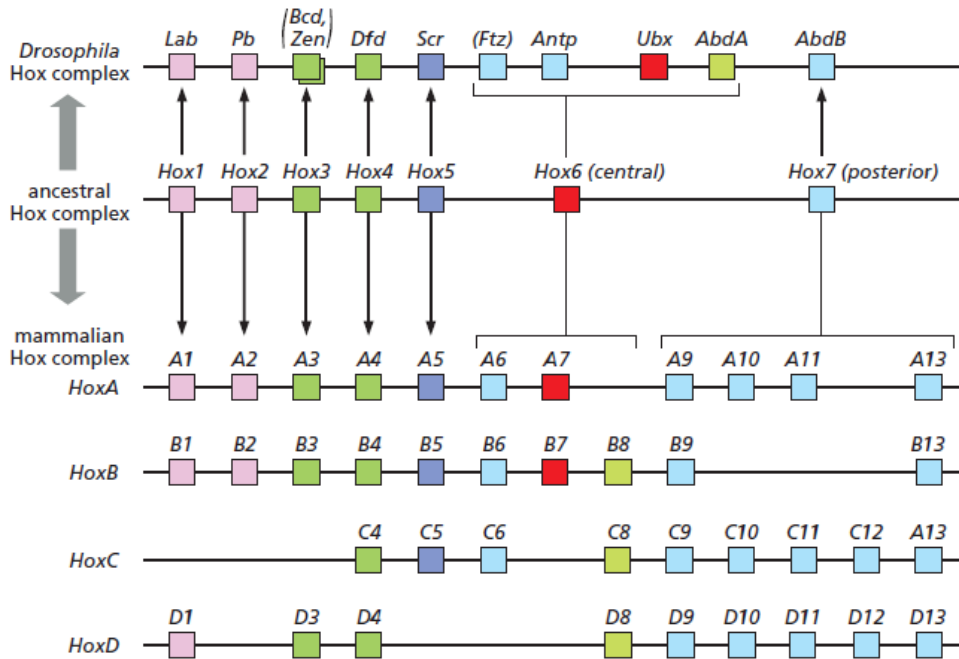 Lab Pb (Bcd, Zen) Dfd Scr (Ftz) Antp Ubx AbdA AbdB
Drosophila
Hox complex
Hox1 Hox2 Hox3 Hox4 Hox5 Hox6 (central) Hox7 (posterior)
ancestral
Hox complex
mammalian
Hox complex
A1 A2 A3 A4 A5 A6 A7 A9 A10 A11 A13
HoxA
B1 B2 B3 B4 B5 B6 B7 B8 B9 B13
HoxB
C4 C5 C6 C8 C9 C10 C11 C12 A13
HoxC
D1 D3 D4 D8 D9 D10 D11 D12 D13
HoxD